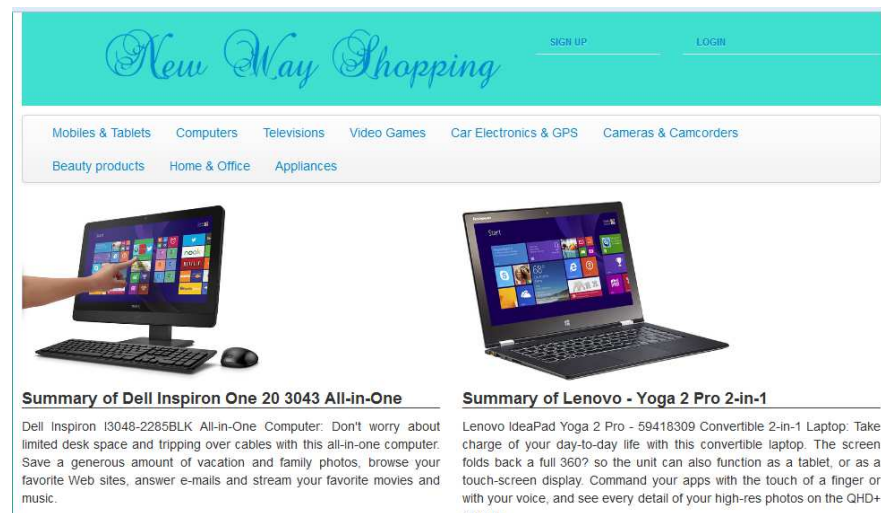 New Way Shopping
SIGN UP
LOGIN
Mobiles & Tablets Computers Televisions Video Games Car Electronics & GPS Cameras & Camcorders
Beauty products Home & Office Appliances
Start
Start
68°
Summary of Dell Inspiron One 20 3043 All-in-One
Dell Inspiron I3048-2285BLK All-in-One Computer: Don't worry about
limited desk space and tripping over cables with this all-in-one computer.
Save a generous amount of vacation and family photos, browse your
favorite Web sites, answer e-mails and stream your favorite movies and
music.
Summary of Lenovo - Yoga 2 Pro 2-in-1
Lenovo IdeaPad Yoga 2 Pro - 59418309 Convertible 2-in-1 Laptop: Take
charge of your day-to-day life with this convertible laptop. The screen
folds back a full 360? so the unit can also function as a tablet, or as a
touch-screen display. Command your apps with the touch of a finger or
with your voice, and see every detail of your high-res photos on the QHD+